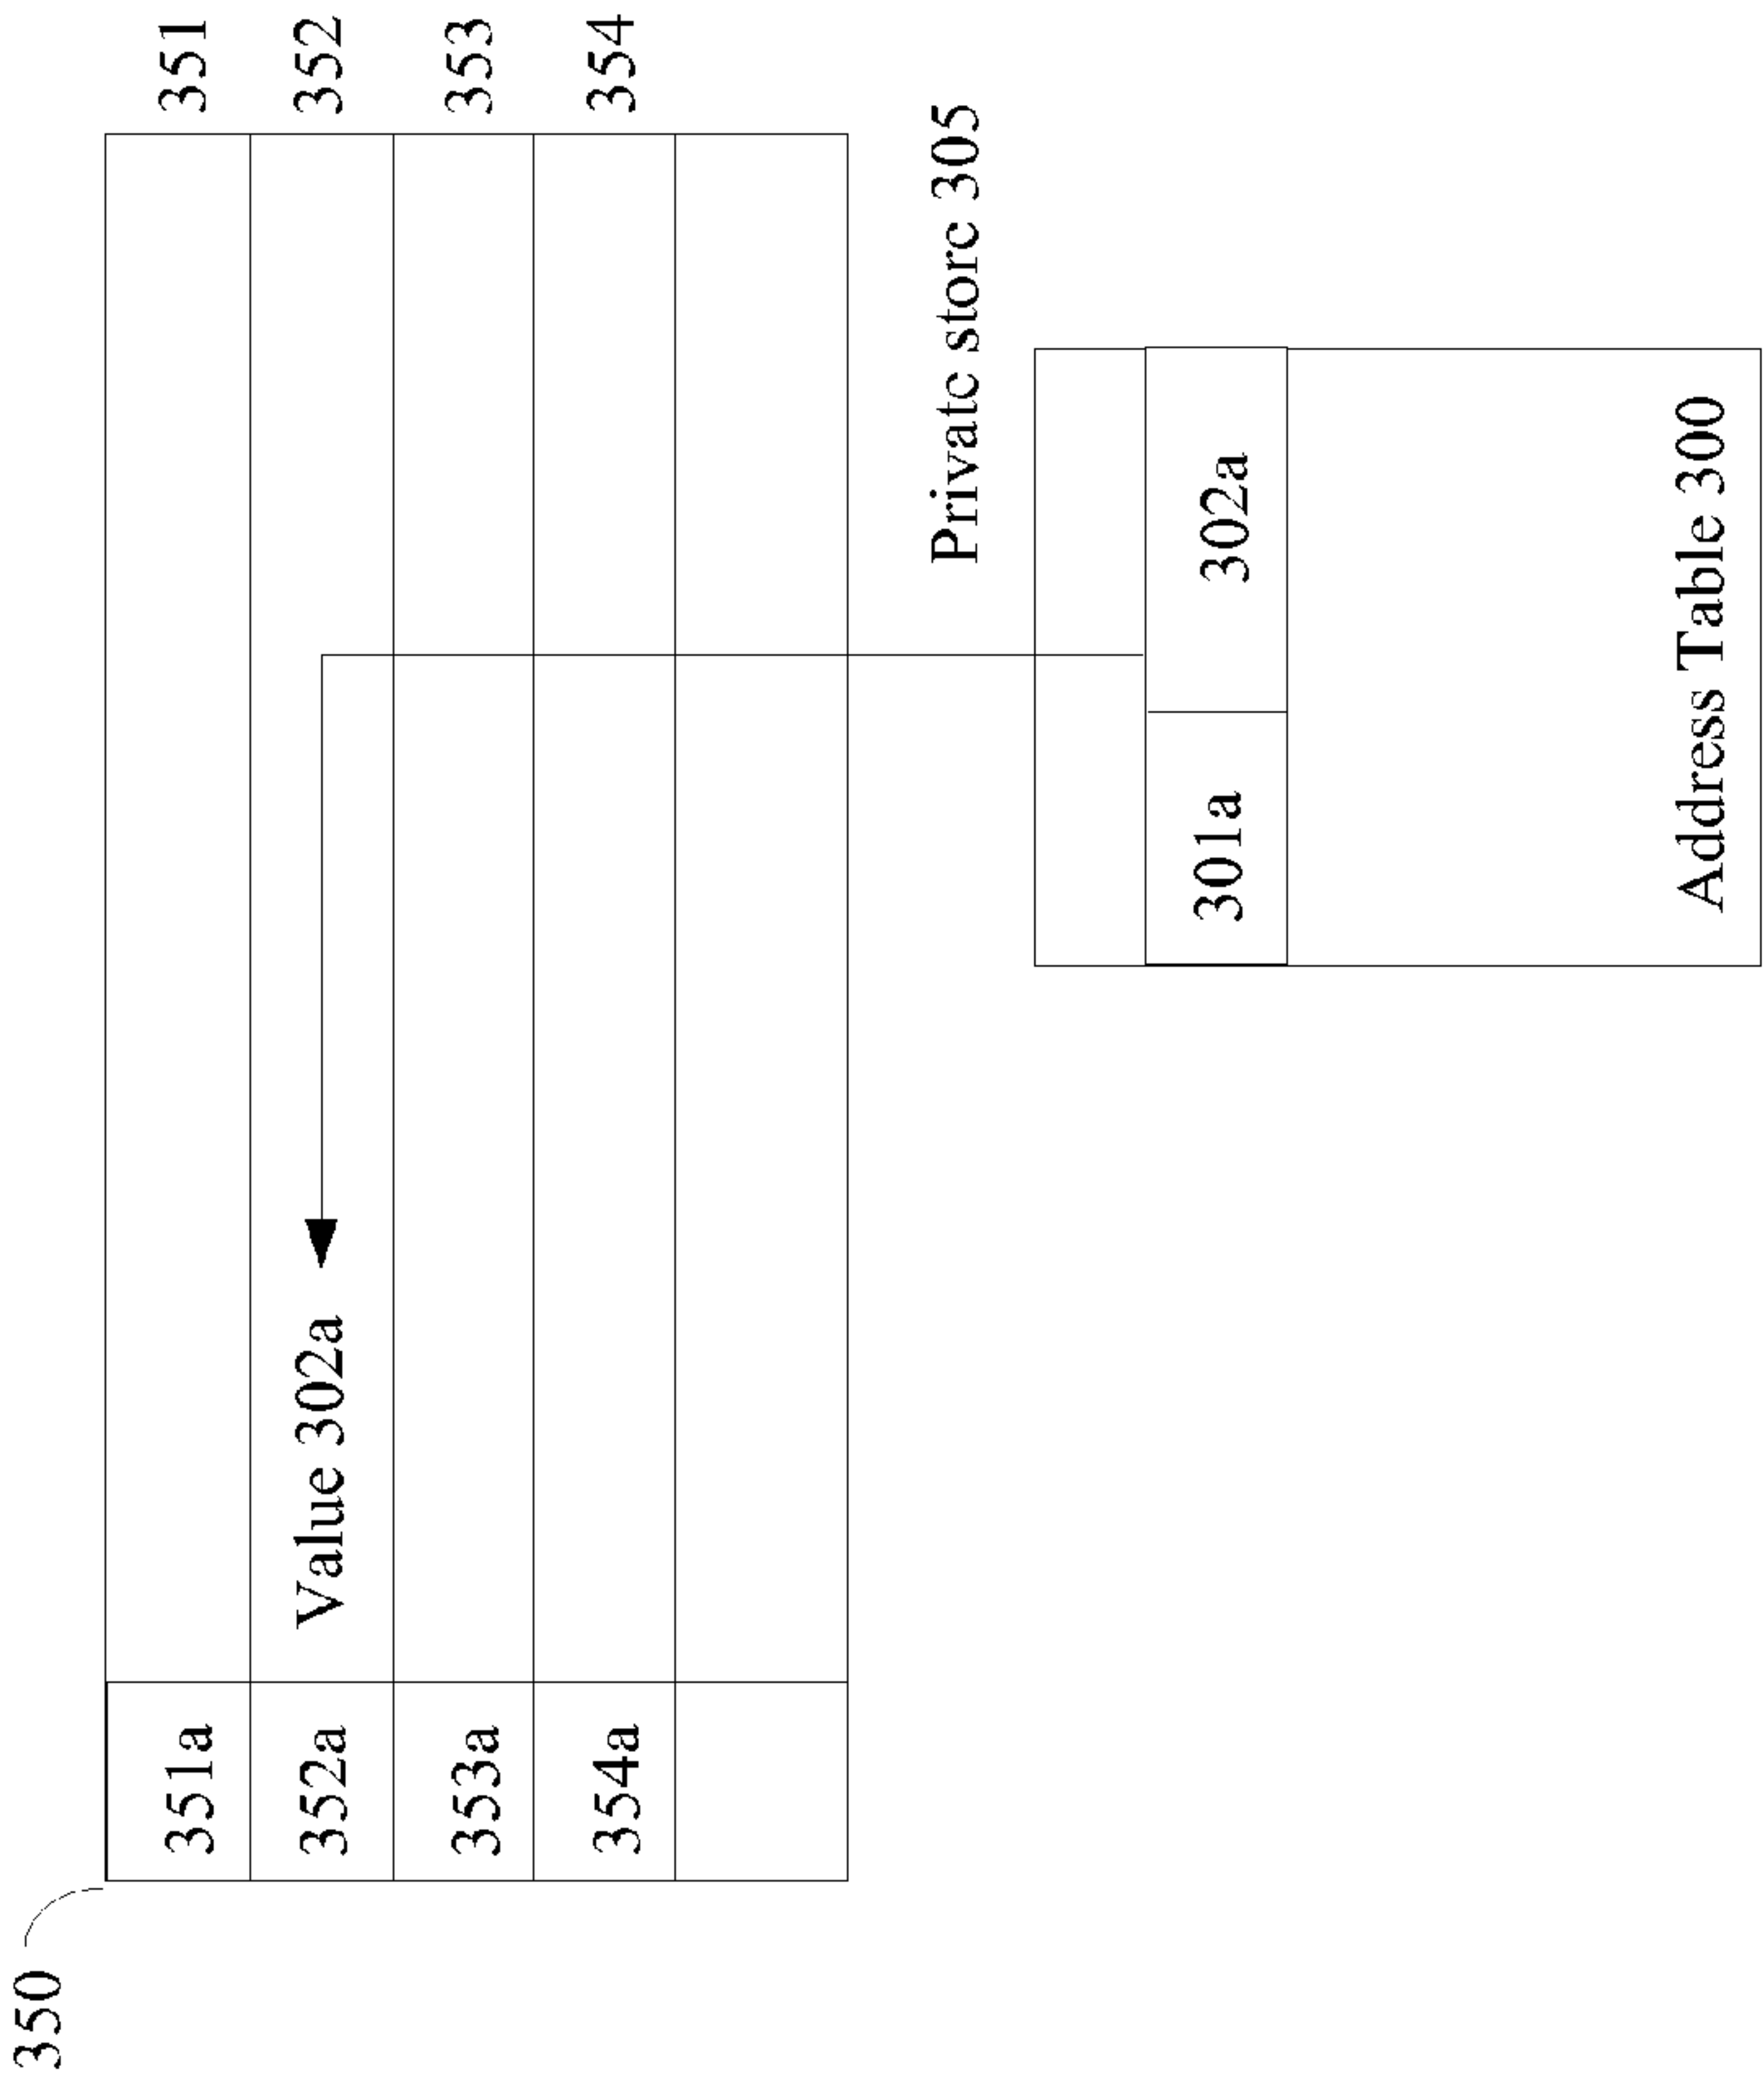 350
351a 351
352a Value 302a 352
353a 353
354a 354
Private store 305
301a 302a
Address Table 300